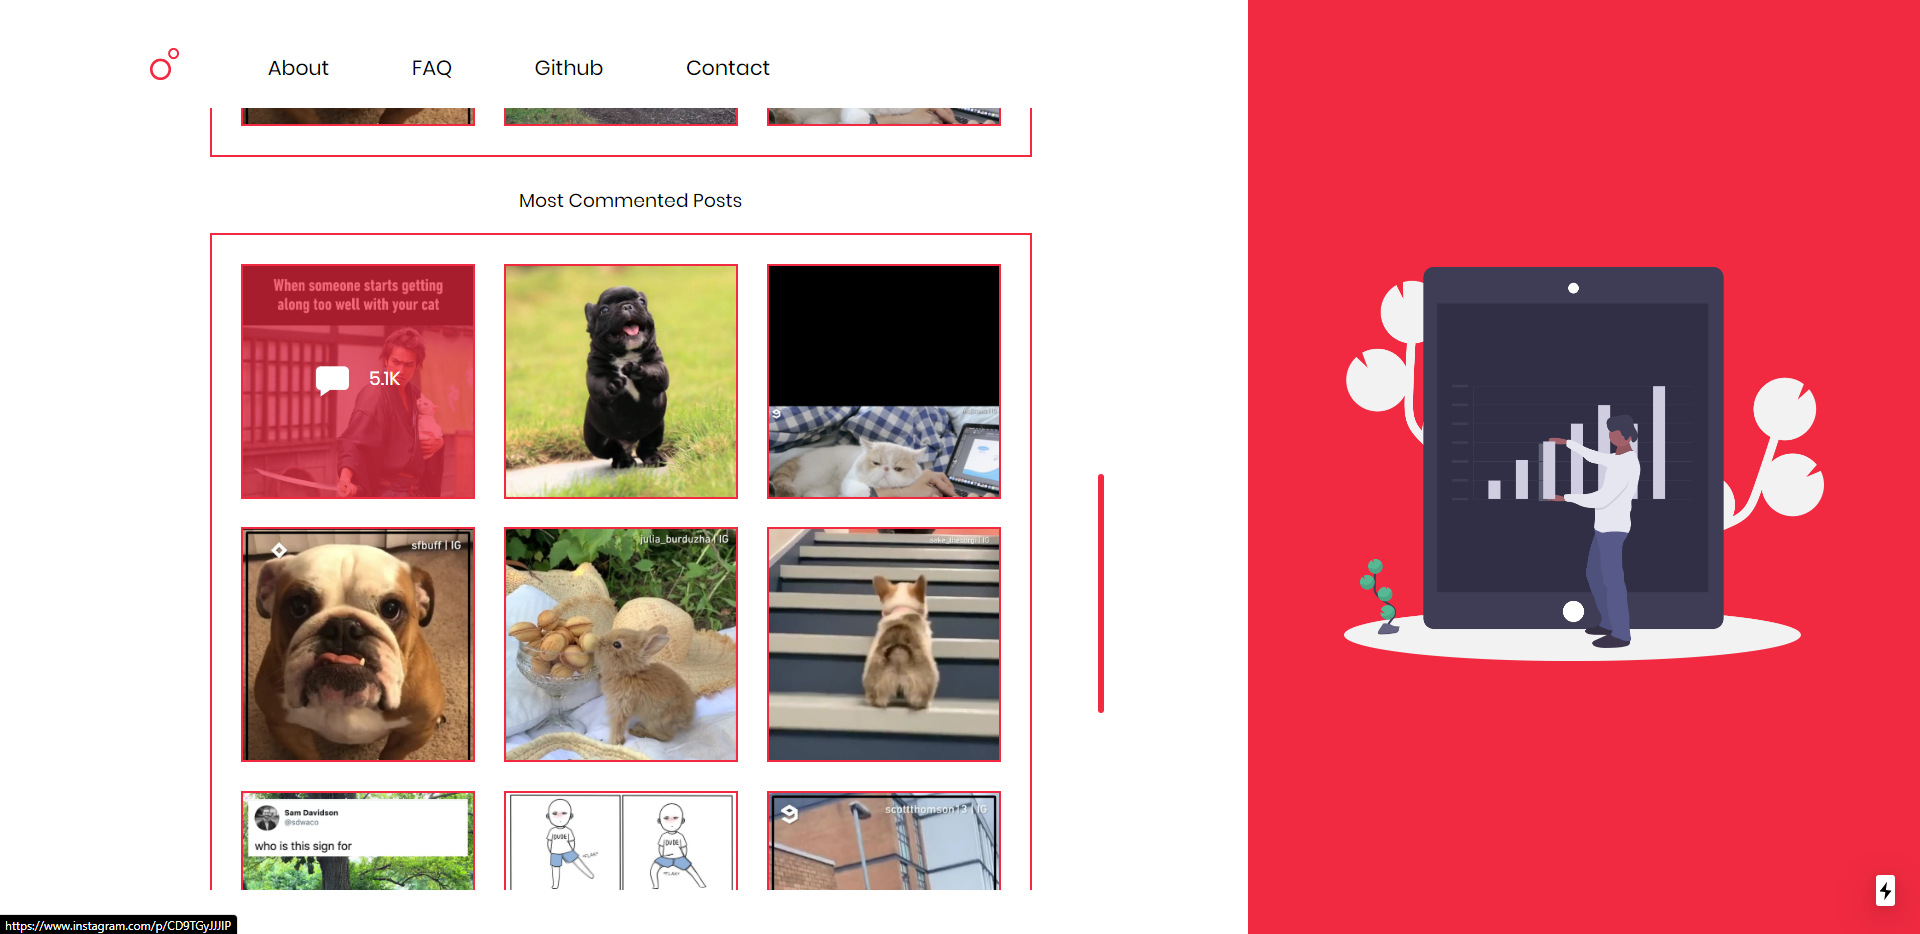 About
FAQ
Github
Contact
Most Commented Posts
When someone starts getting
along too well with your cat
5.1K
sfbuff | IG
julia_burduzha | IG
Sam Davidson
@sdwaco
who is this sign for
DUDE
*FLAP*
DUDE
*FLAP*
scottthomson13 | IG
https://www.instagram.com/p/CD9TGyJJJIP